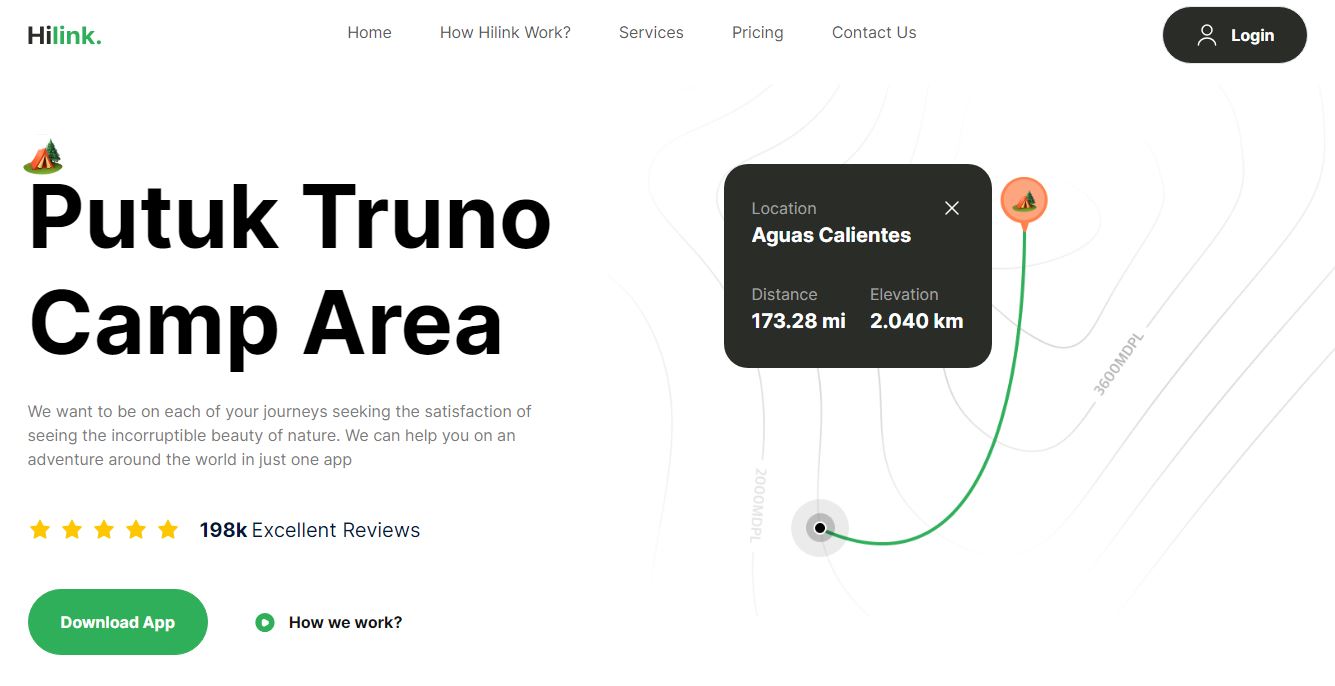 Hilink.
Home
How Hilink Work?
Services
Pricing
Contact Us
Login
Putuk Truno
Camp Area
We want to be on each of your journeys seeking the satisfaction of
seeing the incorruptible beauty of nature. We can help you on an
adventure around the world in just one app
198k Excellent Reviews
Download App
How we work?
Location
Aguas Calientes
Distance
Elevation
173.28 mi
2.040 km
3600MDPL
2000MDPL